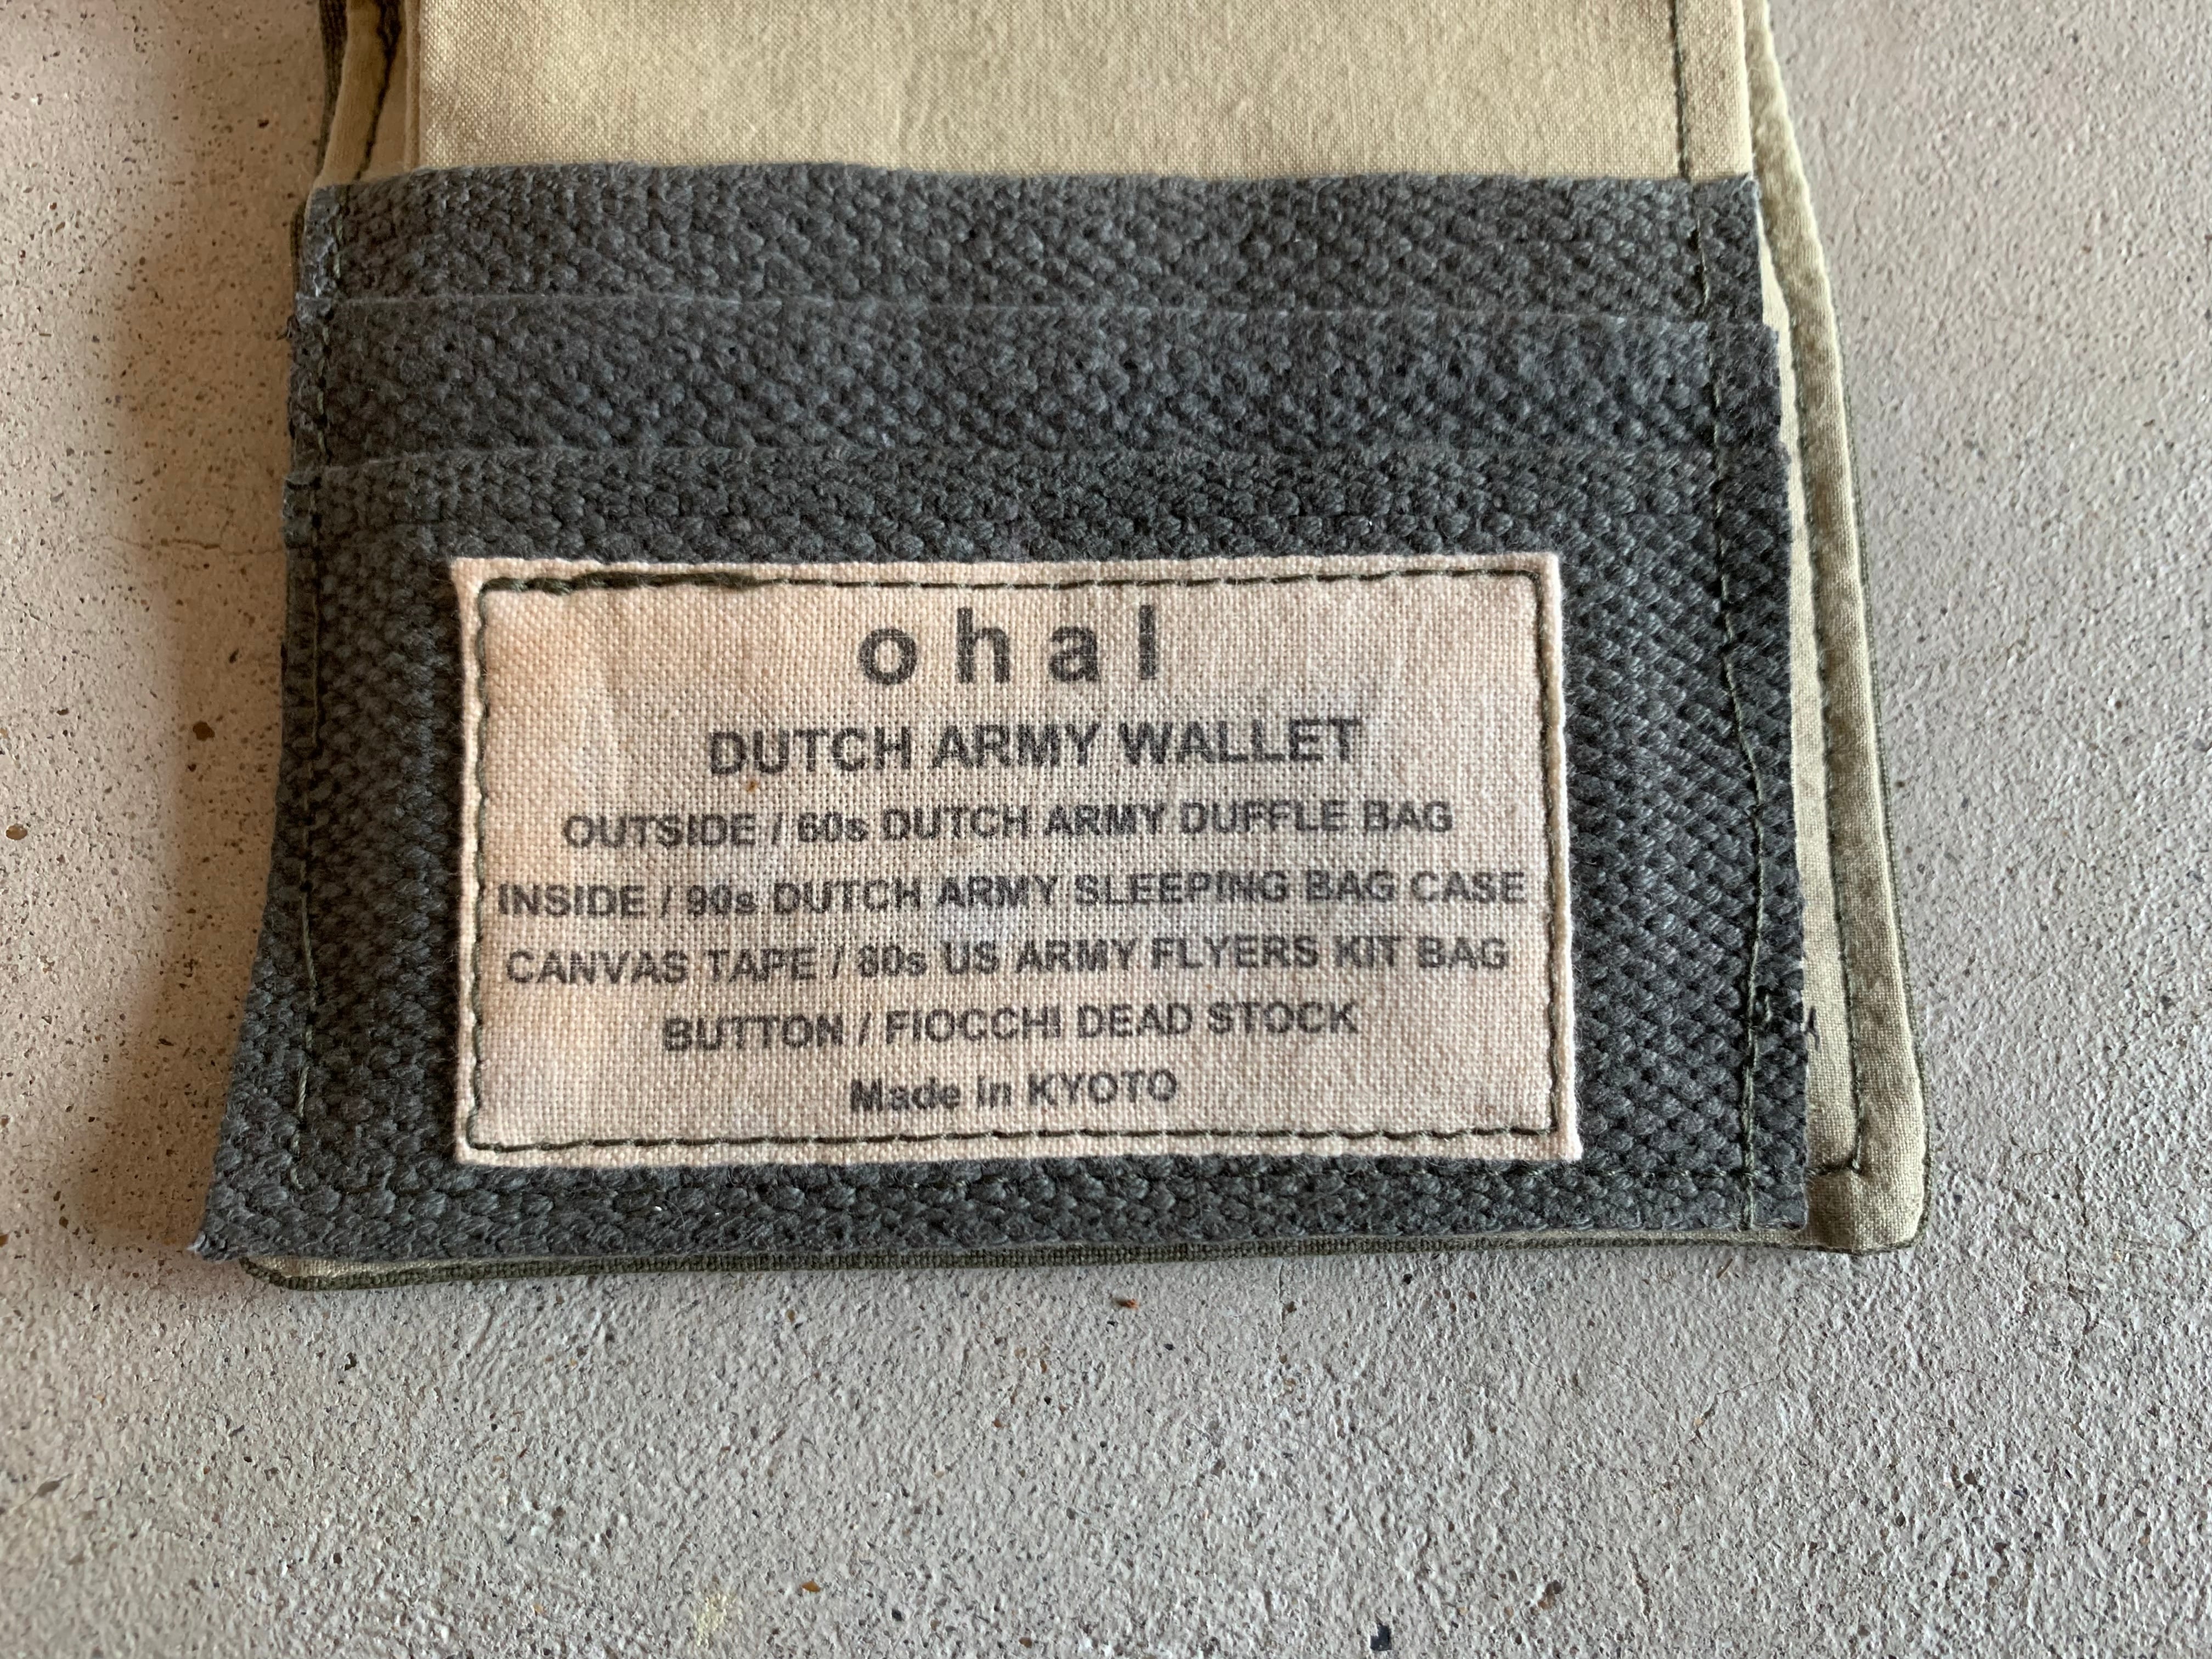 ohal
DUTCH ARMY WALLET
OUTSIDE / 60s DUTCH ARMY DUFFLE BAG
INSIDE / 90s DUTCH ARMY SLEEPING BAG CASE
CANVAS TAPE / 80s US ARMY FLYERS KIT BAG
BUTTON / FIOCCHI DEAD STOCK
Made in KYOTO